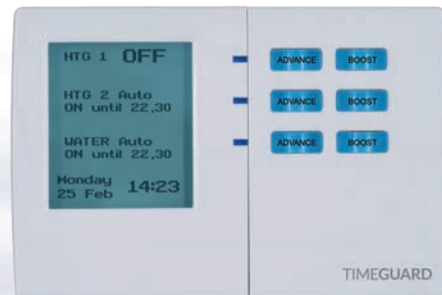 HTG 1 OFF
HTG 2 Auto
ON until 22,30
WATER Auto
ON until 22,30
Monday
25 Feb 14:23
ADVANCE BOOST
ADVANCE BOOST
ADVANCE BOOST
TIMEGUARD